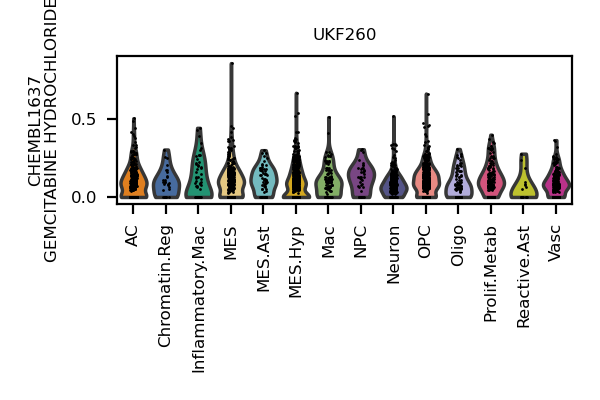 UKF260
CHEMBL1637
GEMCITABINE HYDROCHLORIDE
0.5
0.0
AC
Chromatin.Reg
Inflammatory.Mac
MES
MES.Ast
MES.Hyp
Mac
NPC
Neuron
OPC
Oligo
Prolif.Metab
Reactive.Ast
Vasc